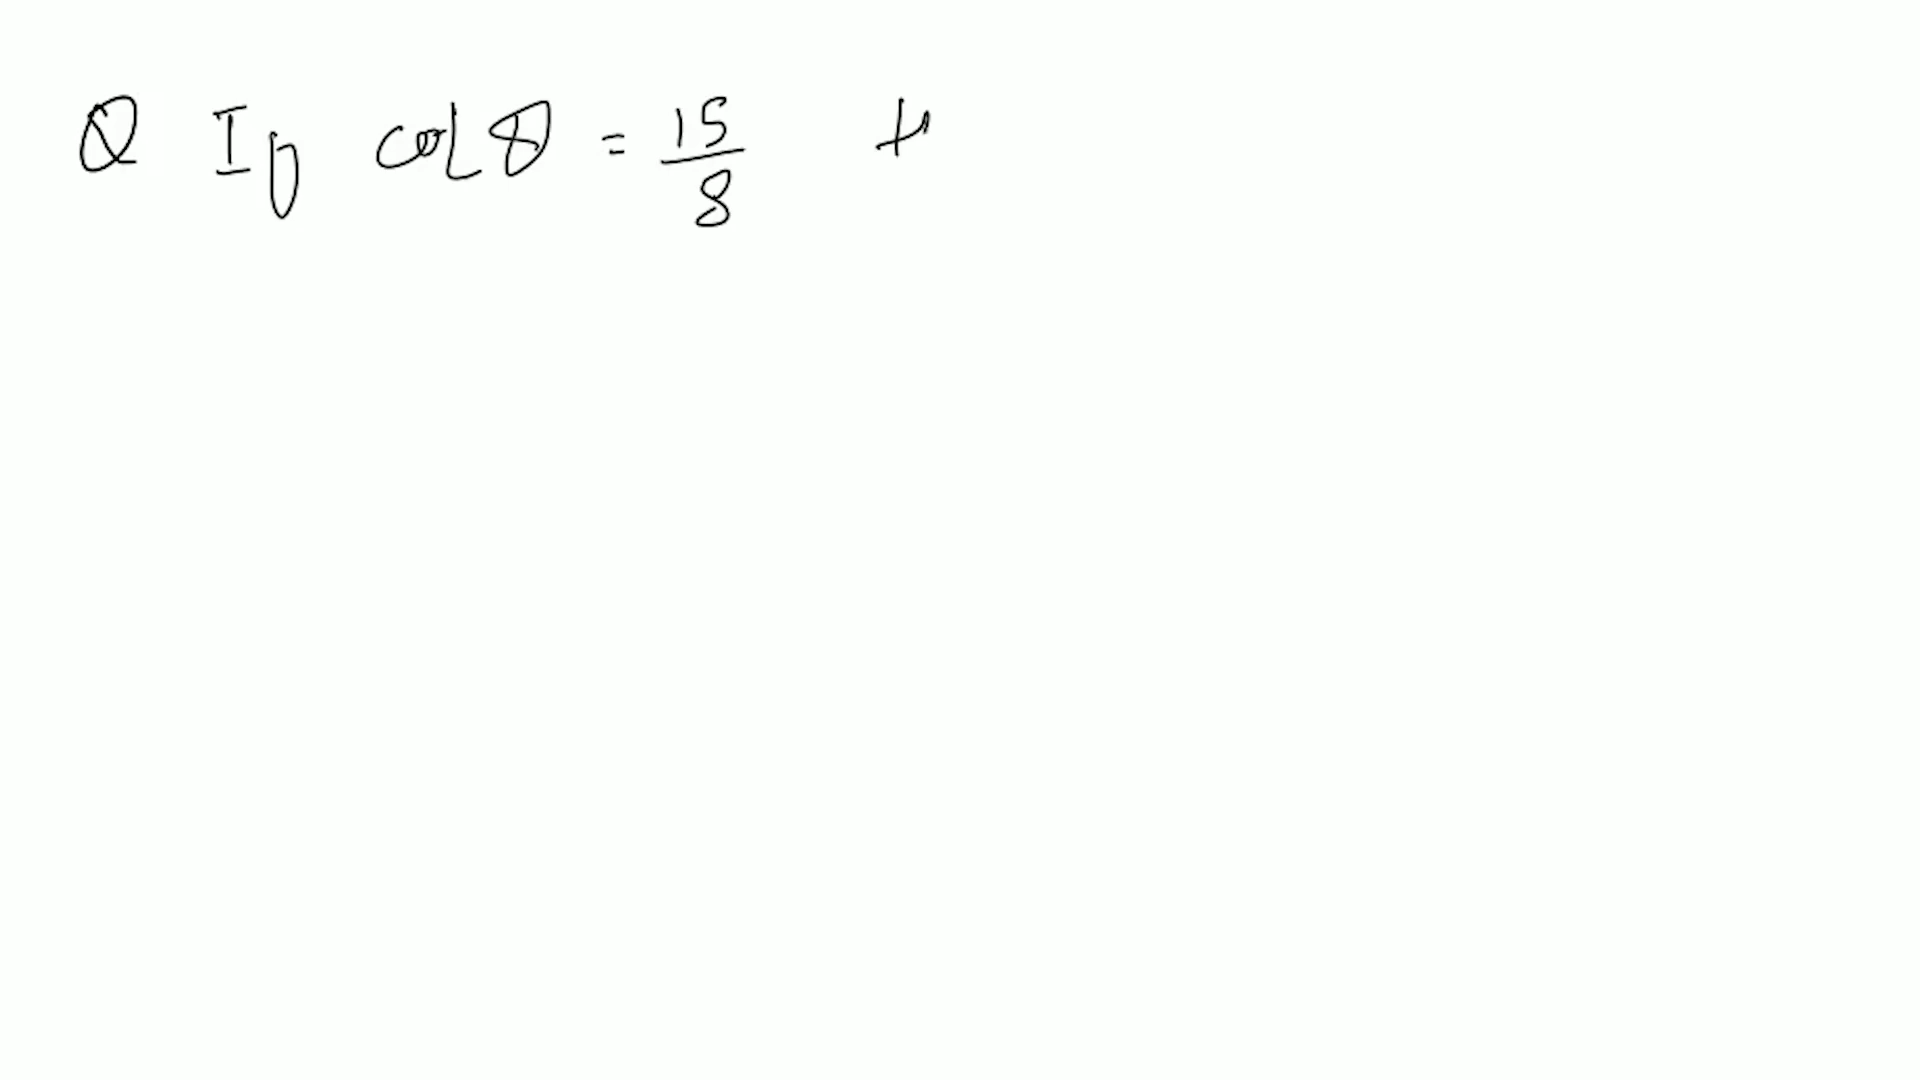 Q If cot θ = 15/8